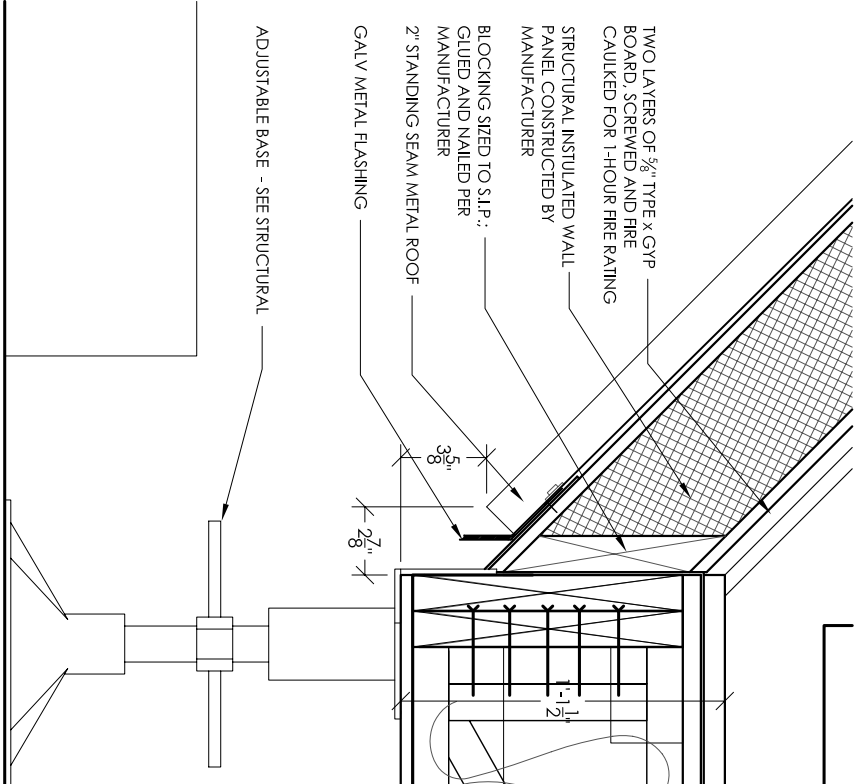 TWO LAYERS OF 5/8" TYPE x GYP
BOARD, SCREWED AND FIRE
CAULKED FOR 1-HOUR FIRE RATING
STRUCTURAL INSTULATED WALL
PANEL CONSTRUCTED BY
MANUFACTURER
BLOCKING SIZED TO S.I.P.;
GLUED AND NAILED PER
MANUFACTURER
2" STANDING SEAM METAL ROOF
GALV METAL FLASHING
ADJUSTABLE BASE - SEE STRUCTURAL
3 5/8"
2 7/8"
1'-1 1/2"